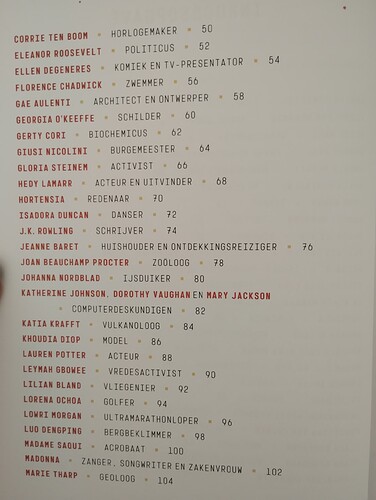 CORRIE TEN BOOM • HORLOGEMAKER • 50
ELEANOR ROOSEVELT • POLITICUS • 52
ELLEN DEGENERES • KOMIEK EN TV-PRESENTATOR • 54
FLORENCE CHADWICK • ZWEMMER • 56
GAE AULENTI • ARCHITECT EN ONTWERPER • 58
GEORGIA O'KEEFFE • SCHILDER • 60
GERTY CORI • BIOCHEMICUS • 62
GIUSI NICOLINI • BURGEMEESTER • 64
GLORIA STEINEM • ACTIVIST • 66
HEDY LAMARR • ACTEUR EN UITVINDER • 68
HORTENSIA • REDENAAR • 70
ISADORA DUNCAN • DANSER • 72
J.K. ROWLING • SCHRIJVER • 74
JEANNE BARET • HUISHOUDER EN ONTDEKKINGSREIZIGER • 76
JOAN BEAUCHAMP PROCTER • ZOÖLOOG • 78
JOHANNA NORDBLAD • IJSDUIKER • 80
KATHERINE JOHNSON, DOROTHY VAUGHAN EN MARY JACKSON
• COMPUTERDESKUNDIGEN • 82
KATIA KRAFFT • VULKANOLOOG • 84
KHOUDIA DIOP • MODEL • 86
LAUREN POTTER • ACTEUR • 88
LEYMAH GBOWEE • VREDESACTIVIST • 90
LILIAN BLAND • VLIEGENIER • 92
LORENA OCHOA • GOLFER • 94
LOWRI MORGAN • ULTRAMARATHONLOPER • 96
LUO DENGPING • BERGBEKLIMMER • 98
MADAME SAQUI • ACROBAAT • 100
MADONNA • ZANGER, SONGWRITER EN ZAKENVROUW • 102
MARIE THARP • GEOLOOG • 104